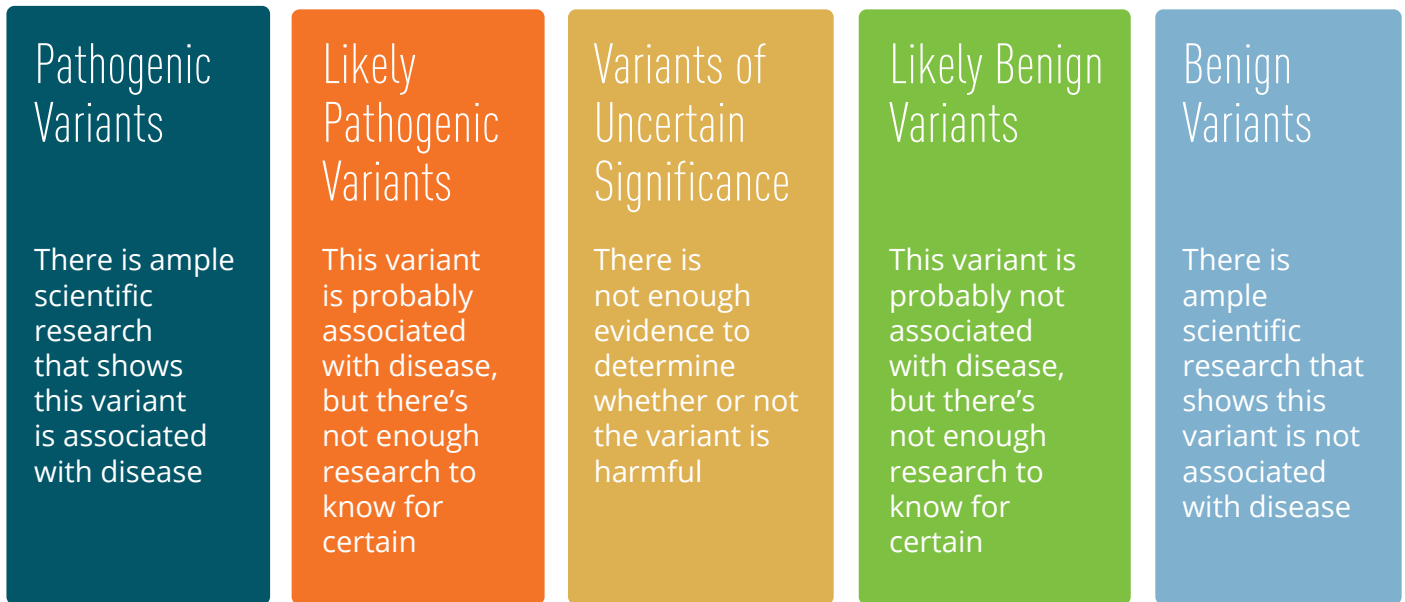 Pathogenic
Variants
There is ample
scientific
research
that shows
this variant
is associated
with disease
Likely
Pathogenic
Variants
This variant
is probably
associated
with disease,
but there’s
not enough
research to
know for
certain
Variants of
Uncertain
Significance
There is
not enough
evidence to
determine
whether or not
the variant is
harmful
Likely Benign
Variants
This variant is
probably not
associated
with disease,
but there’s
not enough
research to
know for
certain
Benign
Variants
There is
ample
scientific
research that
shows this
variant is not
associated
with disease